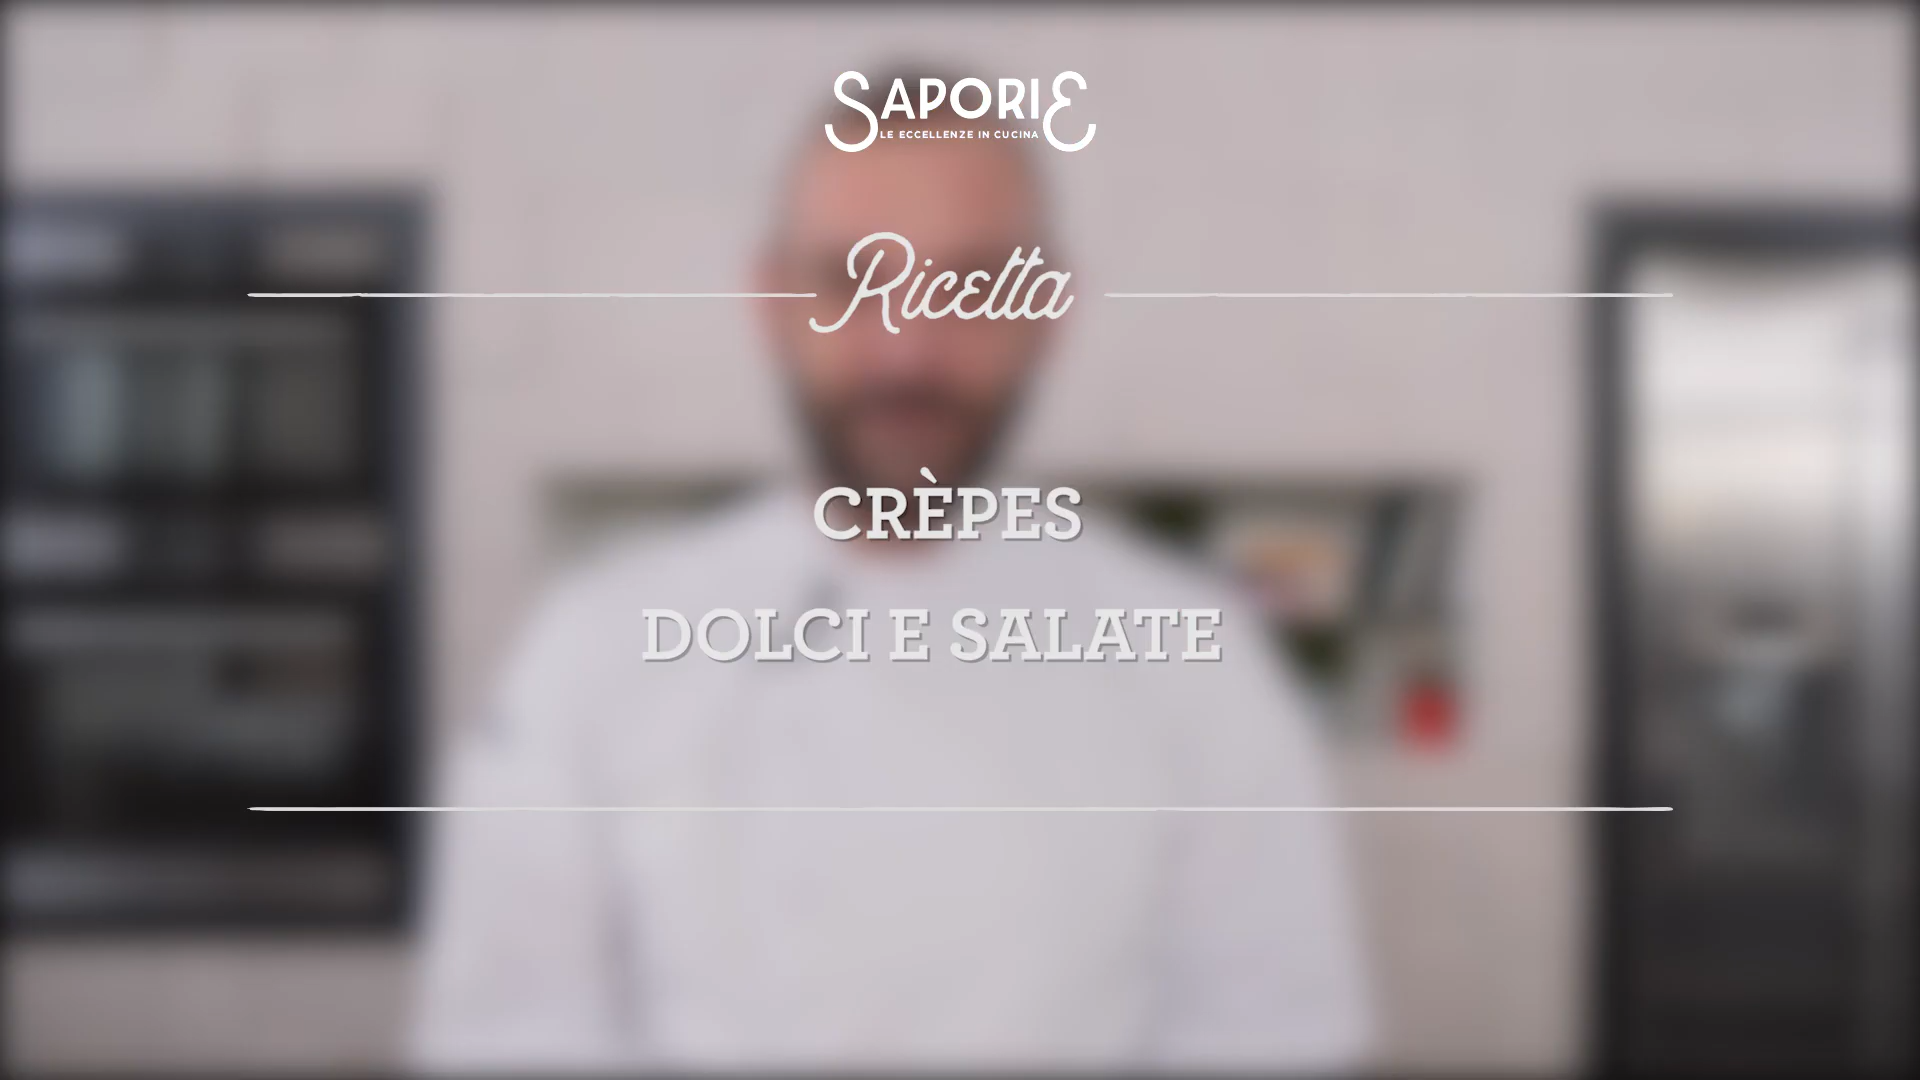 SAPORIE
LE ECCELLENZE IN CUCINA
Ricetta
CRÈPES
DOLCI E SALATE